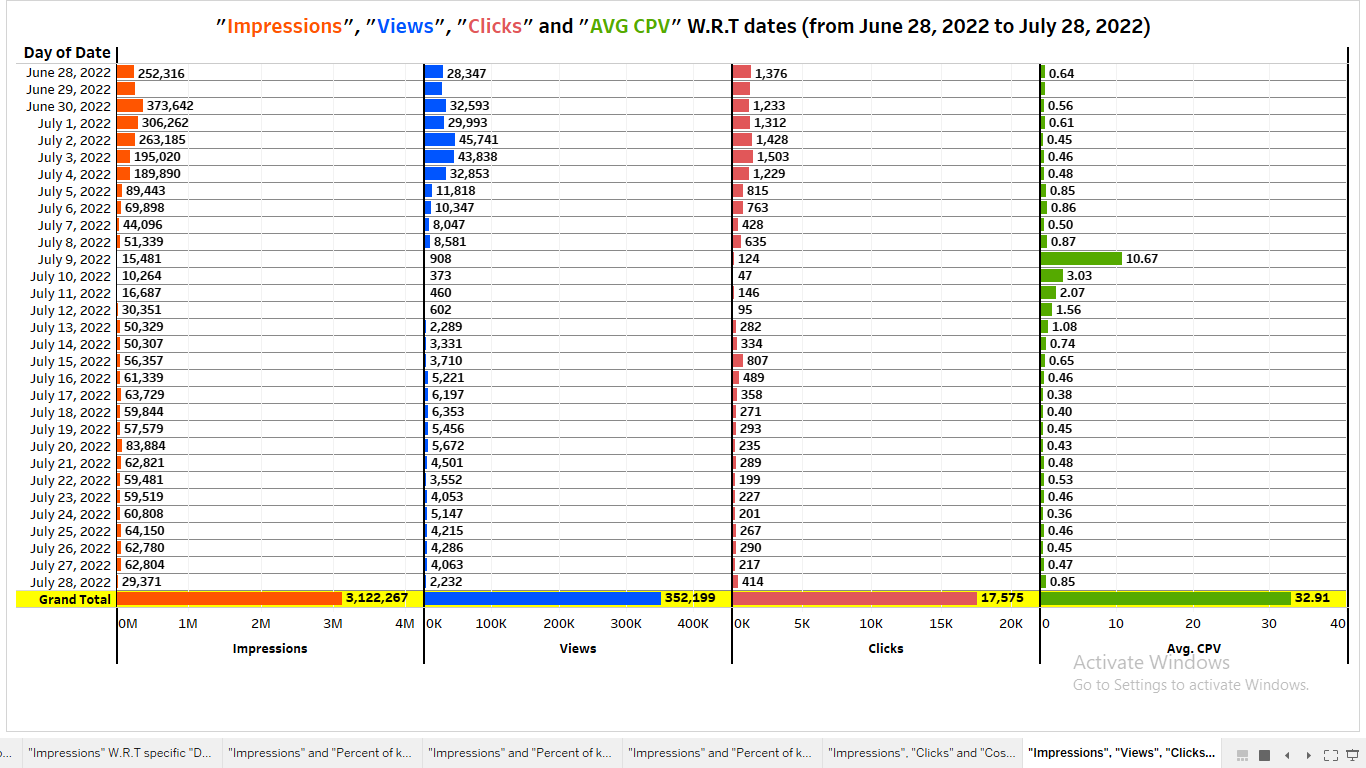 "Impressions", "Views", "Clicks" and "AVG CPV" W.R.T dates (from June 28, 2022 to July 28, 2022)
Day of Date
June 28, 2022 252,316 28,347 1,376 0.64
June 29, 2022
June 30, 2022 373,642 32,593 1,233 0.56
July 1, 2022 306,262 29,993 1,312 0.61
July 2, 2022 263,185 45,741 1,428 0.45
July 3, 2022 195,020 43,838 1,503 0.46
July 4, 2022 189,890 32,853 1,229 0.48
July 5, 2022 89,443 11,818 815 0.85
July 6, 2022 69,898 10,347 763 0.86
July 7, 2022 44,096 8,047 428 0.50
July 8, 2022 51,339 8,581 635 0.87
July 9, 2022 15,481 908 124 10.67
July 10, 2022 10,264 373 47 3.03
July 11, 2022 16,687 460 146 2.07
July 12, 2022 30,351 602 95 1.56
July 13, 2022 50,329 2,289 282 1.08
July 14, 2022 50,307 3,331 334 0.74
July 15, 2022 56,357 3,710 807 0.65
July 16, 2022 61,339 5,221 489 0.46
July 17, 2022 63,729 6,197 358 0.38
July 18, 2022 59,844 6,353 271 0.40
July 19, 2022 57,579 5,456 293 0.45
July 20, 2022 83,884 5,672 235 0.43
July 21, 2022 62,821 4,501 289 0.48
July 22, 2022 59,481 3,552 199 0.53
July 23, 2022 59,519 4,053 227 0.46
July 24, 2022 60,808 5,147 201 0.36
July 25, 2022 64,150 4,215 267 0.46
July 26, 2022 62,780 4,286 290 0.45
July 27, 2022 62,804 4,063 217 0.47
July 28, 2022 29,371 2,232 414 0.85
Grand Total 3,122,267 352,199 17,575 32.91
0M 1M 2M 3M 4M 0K 100K 200K 300K 400K 0K 5K 10K 15K 20K 0 10 20 30 40
Impressions Views Clicks Avg. CPV
Activate Windows
Go to Settings to activate Windows.
o... "Impressions" W.R.T specific "D... "Impressions" and "Percent of k... "Impressions" and "Percent of k... "Impressions" and "Percent of k... "Impressions", "Clicks" and "Cos... "Impressions", "Views", "Clicks...